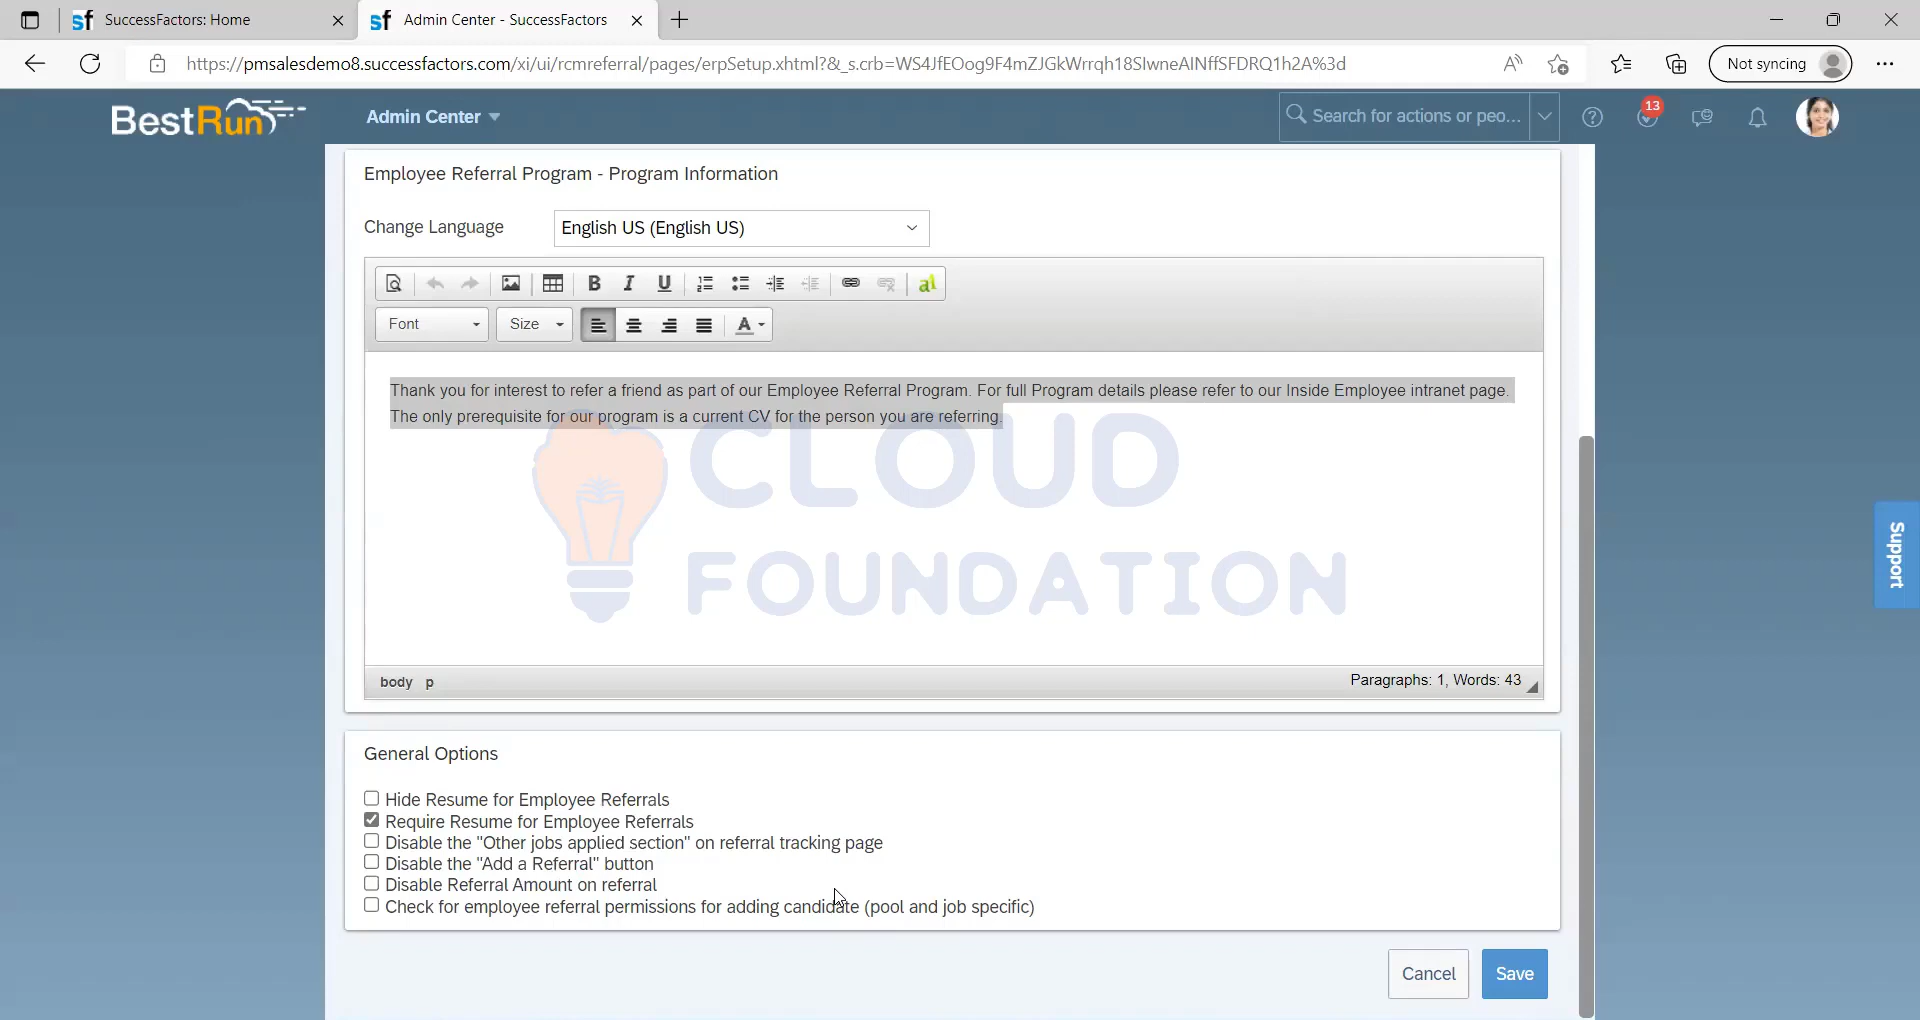 SuccessFactors: Home
Admin Center - SuccessFactors
https://pmsalesdemo8.successfactors.com/xi/ui/rcmreferral/pages/erpSetup.xhtml?&_s.crb=WS4JfEOog9F4mZJGkWrrqh18SIwneAINffSFDRQ1h2A%3d
Not syncing
BestRun
Admin Center
Search for actions or peo...
13
Employee Referral Program - Program Information
Change Language
English US (English US)
Font
Size
Thank you for interest to refer a friend as part of our Employee Referral Program. For full Program details please refer to our Inside Employee intranet page.
The only prerequisite for our program is a current CV for the person you are referring.
CLOUD
FOUNDATION
Support
body p
Paragraphs: 1, Words: 43
General Options
Hide Resume for Employee Referrals
Require Resume for Employee Referrals
Disable the "Other jobs applied section" on referral tracking page
Disable the "Add a Referral" button
Disable Referral Amount on referral
Check for employee referral permissions for adding candidate (pool and job specific)
Cancel
Save